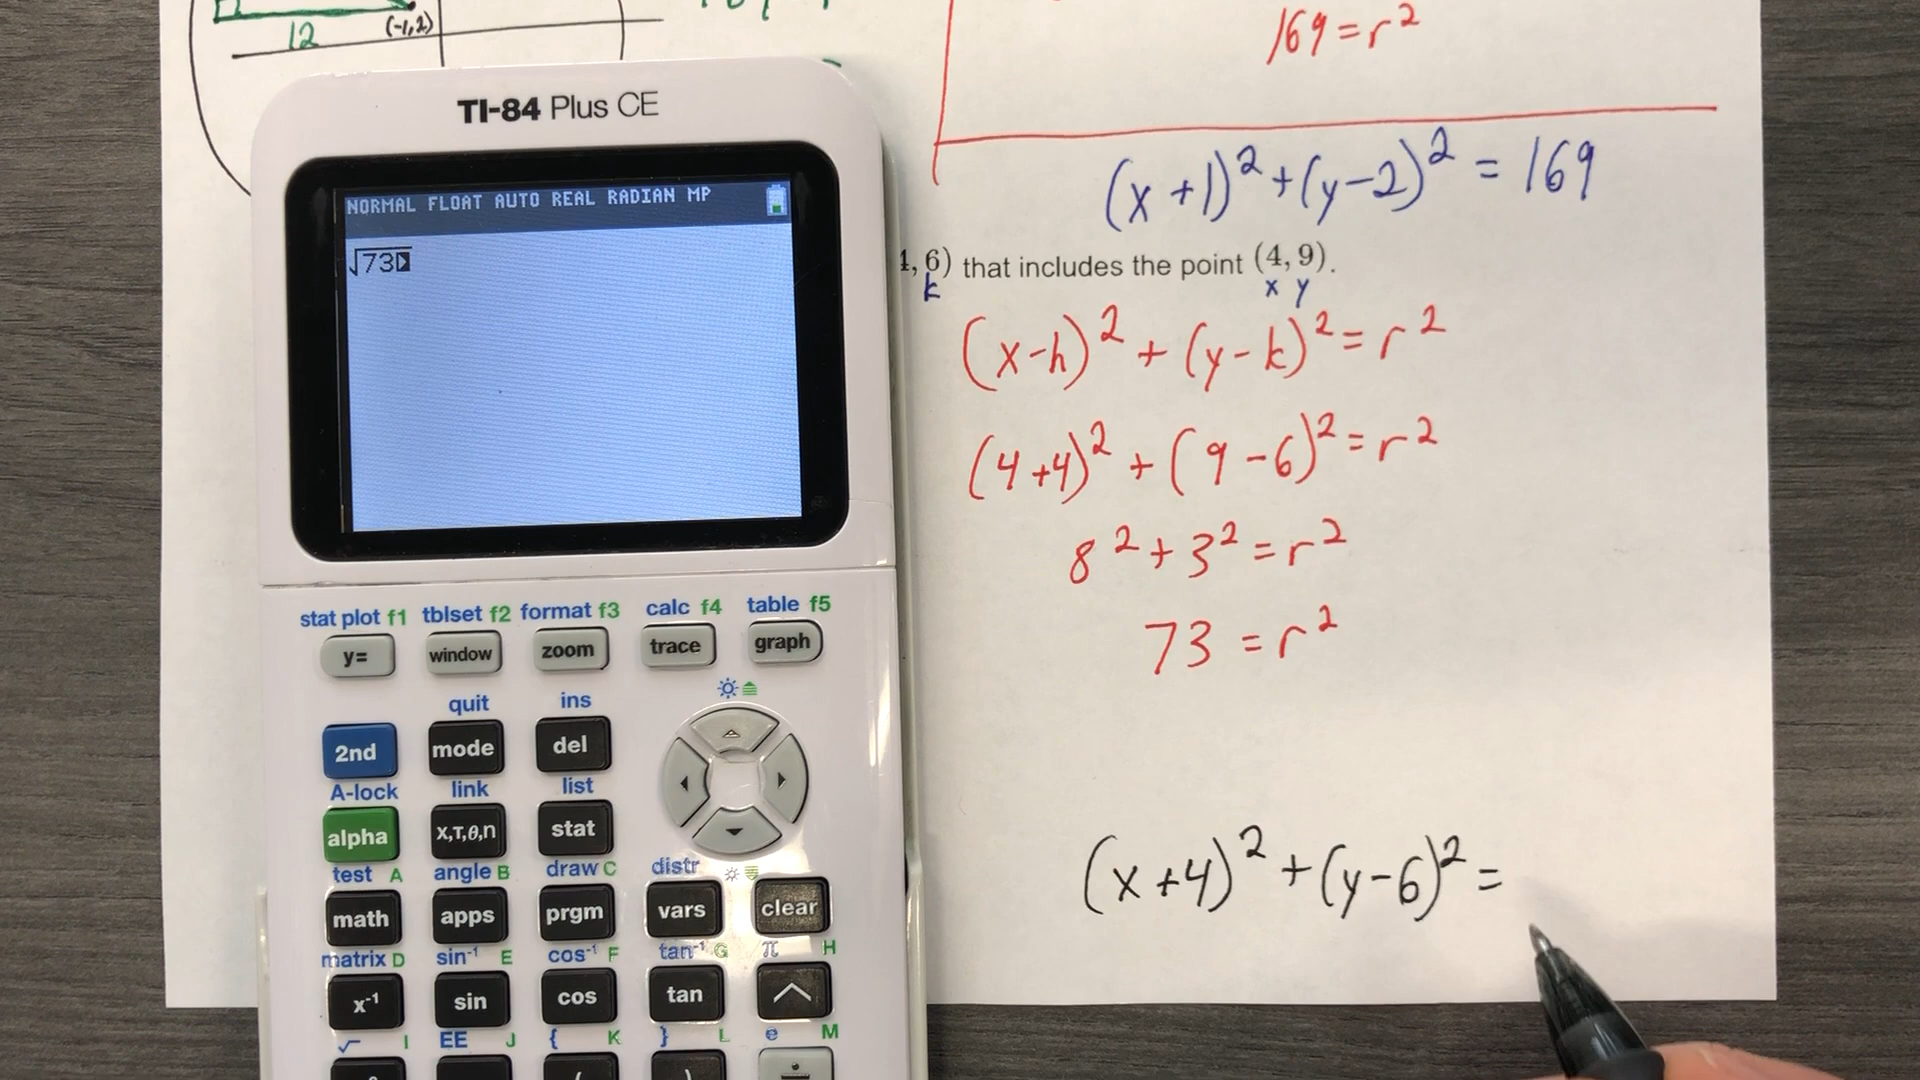 12
(-1,2)
169 = r²
(x+1)² + (y-2)² = 169
4, 6) that includes the point (4, 9).
k x y
(x-h)² + (y-k)² = r²
(4+4)² + (9-6)² = r²
8² + 3² = r²
73 = r²
(x+4)² + (y-6)² =
TI-84 Plus CE
NORMAL FLOAT AUTO REAL RADIAN MP
√73
stat plot f1 tblset f2 format f3 calc f4 table f5
y= window zoom trace graph
quit ins
2nd mode del
A-lock link list
alpha X,T,θ,n stat
test A angle B draw C distr
math apps prgm vars clear
matrix D sin⁻¹ E cos⁻¹ F tan⁻¹ G π H
x⁻¹ sin cos tan ^
√ I EE J { K } L e M